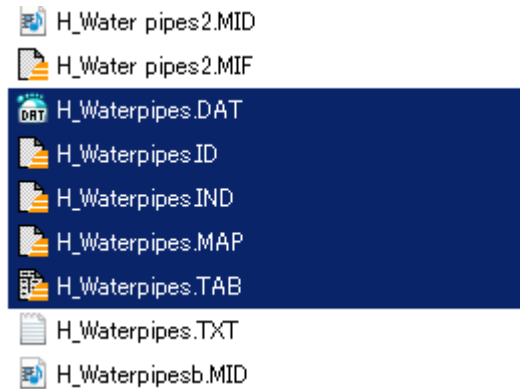 H_Water pipes2.MID
H_Water pipes2.MIF
H_Waterpipes.DAT
H_Waterpipes.ID
H_Waterpipes.IND
H_Waterpipes.MAP
H_Waterpipes.TAB
H_Waterpipes.TXT
H_Waterpipesb.MID